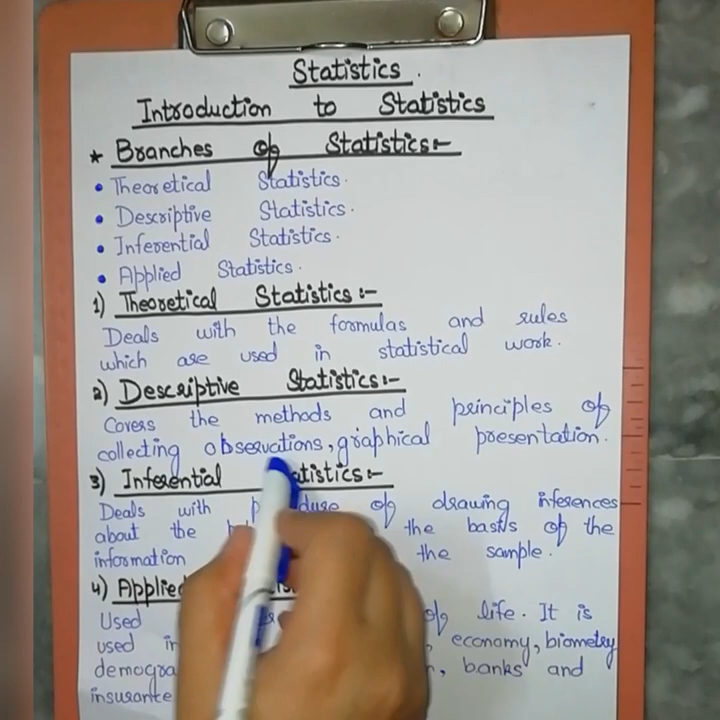 Statistics.
Introduction to Statistics
* Branches of Statistics:-
• Theoretical Statistics.
• Descriptive Statistics.
• Inferential Statistics.
• Applied Statistics.
1) Theoretical Statistics:-
Deals with the formulas and rules
which are used in statistical work.
2) Descriptive Statistics:-
Covers the methods and principles of
collecting observations, graphical presentation.
3) Inferential
Deals with of drawing inferences
about the the basis of the
information the sample.
4) Applied
Used of life. It is
used in economy, biometry
banks and